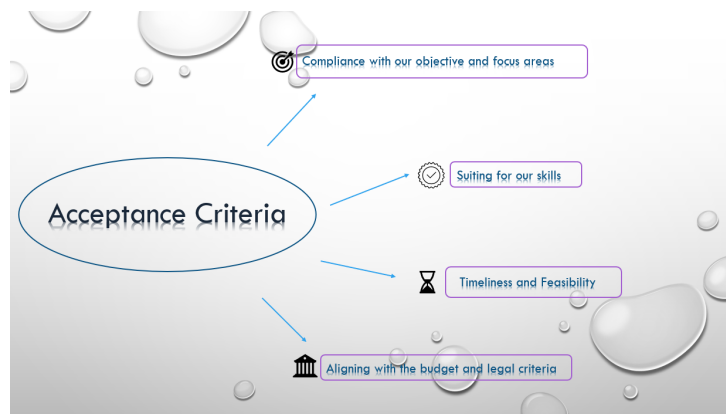 Compliance with our objective and focus areas
Suiting for our skills
Acceptance Criteria
Timeliness and Feasibility
Aligning with the budget and legal criteria